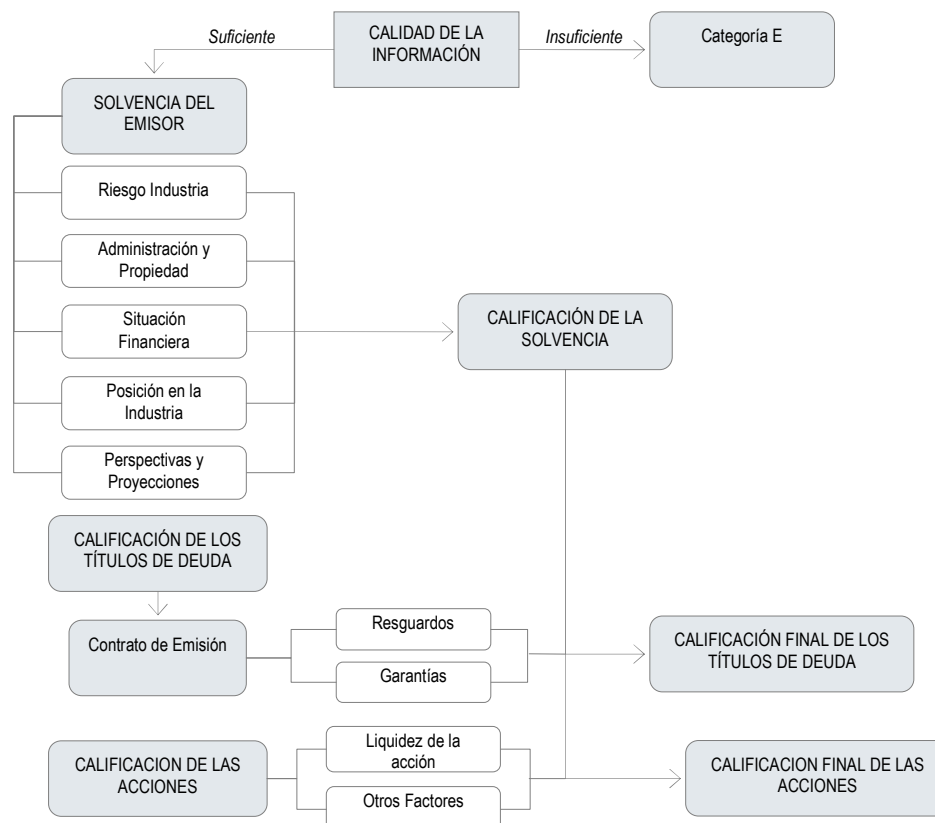 Suficiente
CALIDAD DE LA
INFORMACIÓN
Insuficiente
Categoría E
SOLVENCIA DEL
EMISOR
Riesgo Industria
Administración y
Propiedad
Situación
Financiera
Posición en la
Industria
Perspectivas y
Proyecciones
CALIFICACIÓN DE LA
SOLVENCIA
CALIFICACIÓN DE LOS
TÍTULOS DE DEUDA
Contrato de Emisión
Resguardos
Garantías
CALIFICACIÓN FINAL DE LOS
TÍTULOS DE DEUDA
CALIFICACION DE LAS
ACCIONES
Liquidez de la
acción
Otros Factores
CALIFICACION FINAL DE LAS
ACCIONES